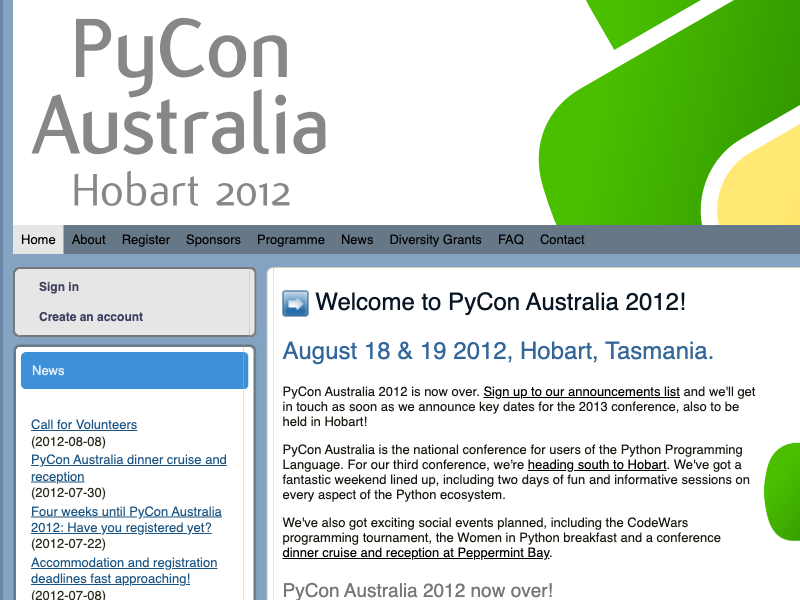 PyCon
Australia
Hobart 2012
Home About Register Sponsors Programme News Diversity Grants FAQ Contact
Sign in
Create an account
News
Call for Volunteers
(2012-08-08)
PyCon Australia dinner cruise and
reception
(2012-07-30)
Four weeks until PyCon Australia
2012: Have you registered yet?
(2012-07-22)
Accommodation and registration
deadlines fast approaching!
(2012-07-08)
Welcome to PyCon Australia 2012!
August 18 & 19 2012, Hobart, Tasmania.
PyCon Australia 2012 is now over. Sign up to our announcements list and we'll get
in touch as soon as we announce key dates for the 2013 conference, also to be
held in Hobart!
PyCon Australia is the national conference for users of the Python Programming
Language. For our third conference, we're heading south to Hobart. We've got a
fantastic weekend lined up, including two days of fun and informative sessions on
every aspect of the Python ecosystem.
We've also got exciting social events planned, including the CodeWars
programming tournament, the Women in Python breakfast and a conference
dinner cruise and reception at Peppermint Bay.
PyCon Australia 2012 now over!